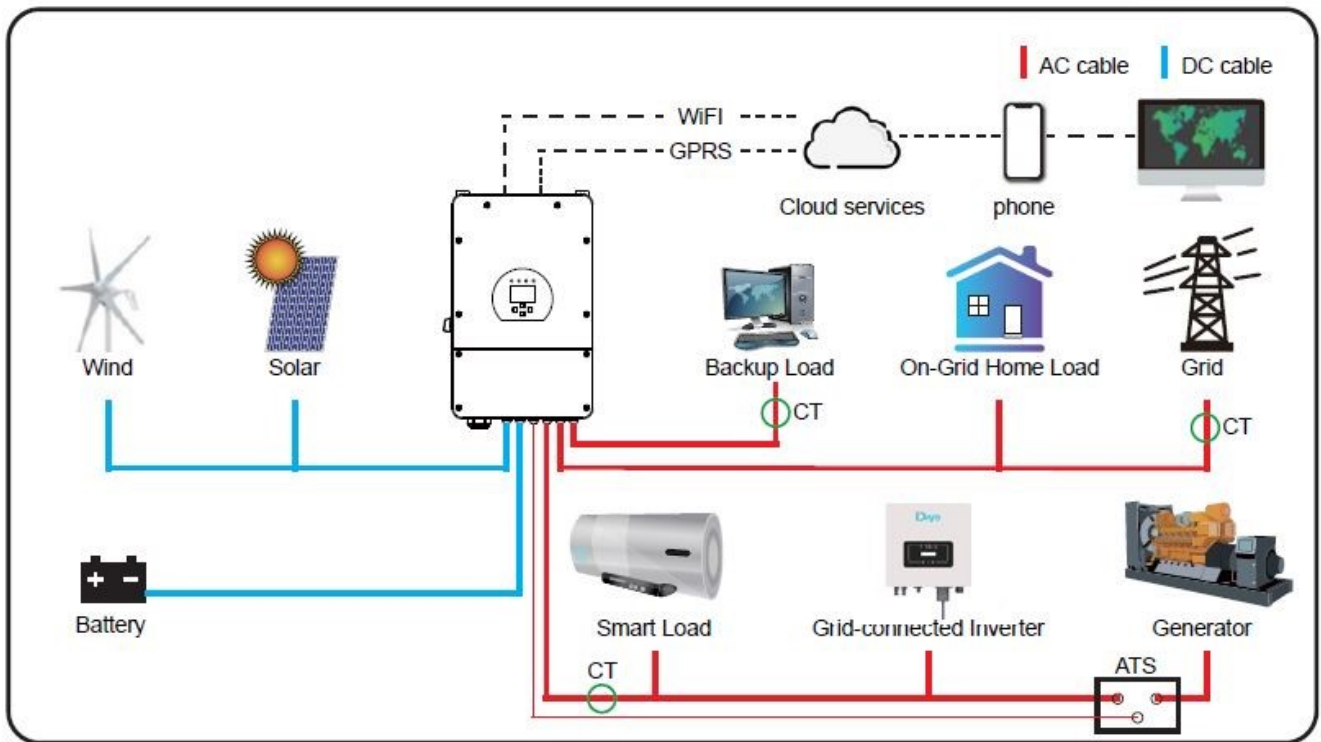 AC cable
DC cable
WiFI
GPRS
Cloud services
phone
Wind
Solar
Backup Load
On-Grid Home Load
Grid
CT
CT
Battery
Smart Load
Grid-connected Inverter
Generator
CT
ATS